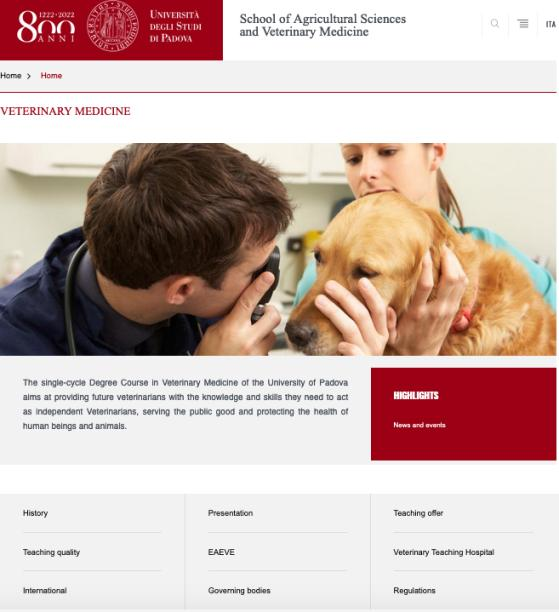 1222·2022
800
ANNI
UNIVERSITÀ
DEGLI STUDI
DI PADOVA
School of Agricultural Sciences
and Veterinary Medicine
ITA
Home > Home
VETERINARY MEDICINE
The single-cycle Degree Course in Veterinary Medicine of the University of Padova
aims at providing future veterinarians with the knowledge and skills they need to act
as independent Veterinarians, serving the public good and protecting the health of
human beings and animals.
HIGHLIGHTS
News and events
History
Presentation
Teaching offer
Teaching quality
EAEVE
Veterinary Teaching Hospital
International
Governing bodies
Regulations